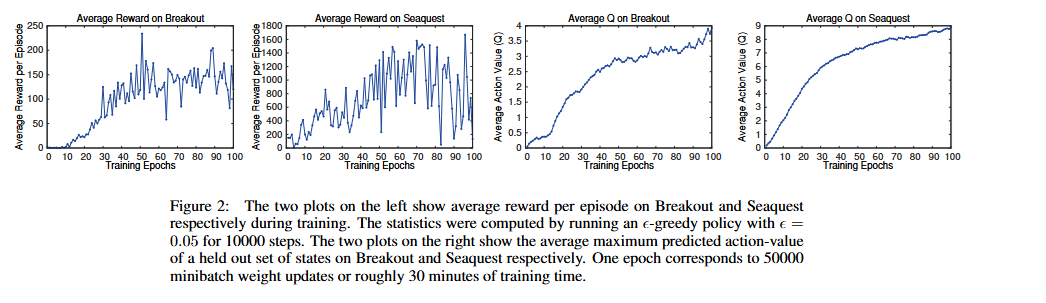 Average Reward on Breakout
Average Reward per Episode
250
200
150
100
50
0
0 10 20 30 40 50 60 70 80 90 100
Training Epochs
Average Reward on Seaquest
Average Reward per Episode
1800
1600
1400
1200
1000
800
600
400
200
0
0 10 20 30 40 50 60 70 80 90 100
Training Epochs
Average Q on Breakout
Average Action Value (Q)
4
3.5
3
2.5
2
1.5
1
0.5
0
0 10 20 30 40 50 60 70 80 90 100
Training Epochs
Average Q on Seaquest
Average Action Value (Q)
9
8
7
6
5
4
3
2
1
0
0 10 20 30 40 50 60 70 80 90 100
Training Epochs
Figure 2: The two plots on the left show average reward per episode on Breakout and Seaquest
respectively during training. The statistics were computed by running an ϵ-greedy policy with ϵ =
0.05 for 10000 steps. The two plots on the right show the average maximum predicted action-value
of a held out set of states on Breakout and Seaquest respectively. One epoch corresponds to 50000
minibatch weight updates or roughly 30 minutes of training time.